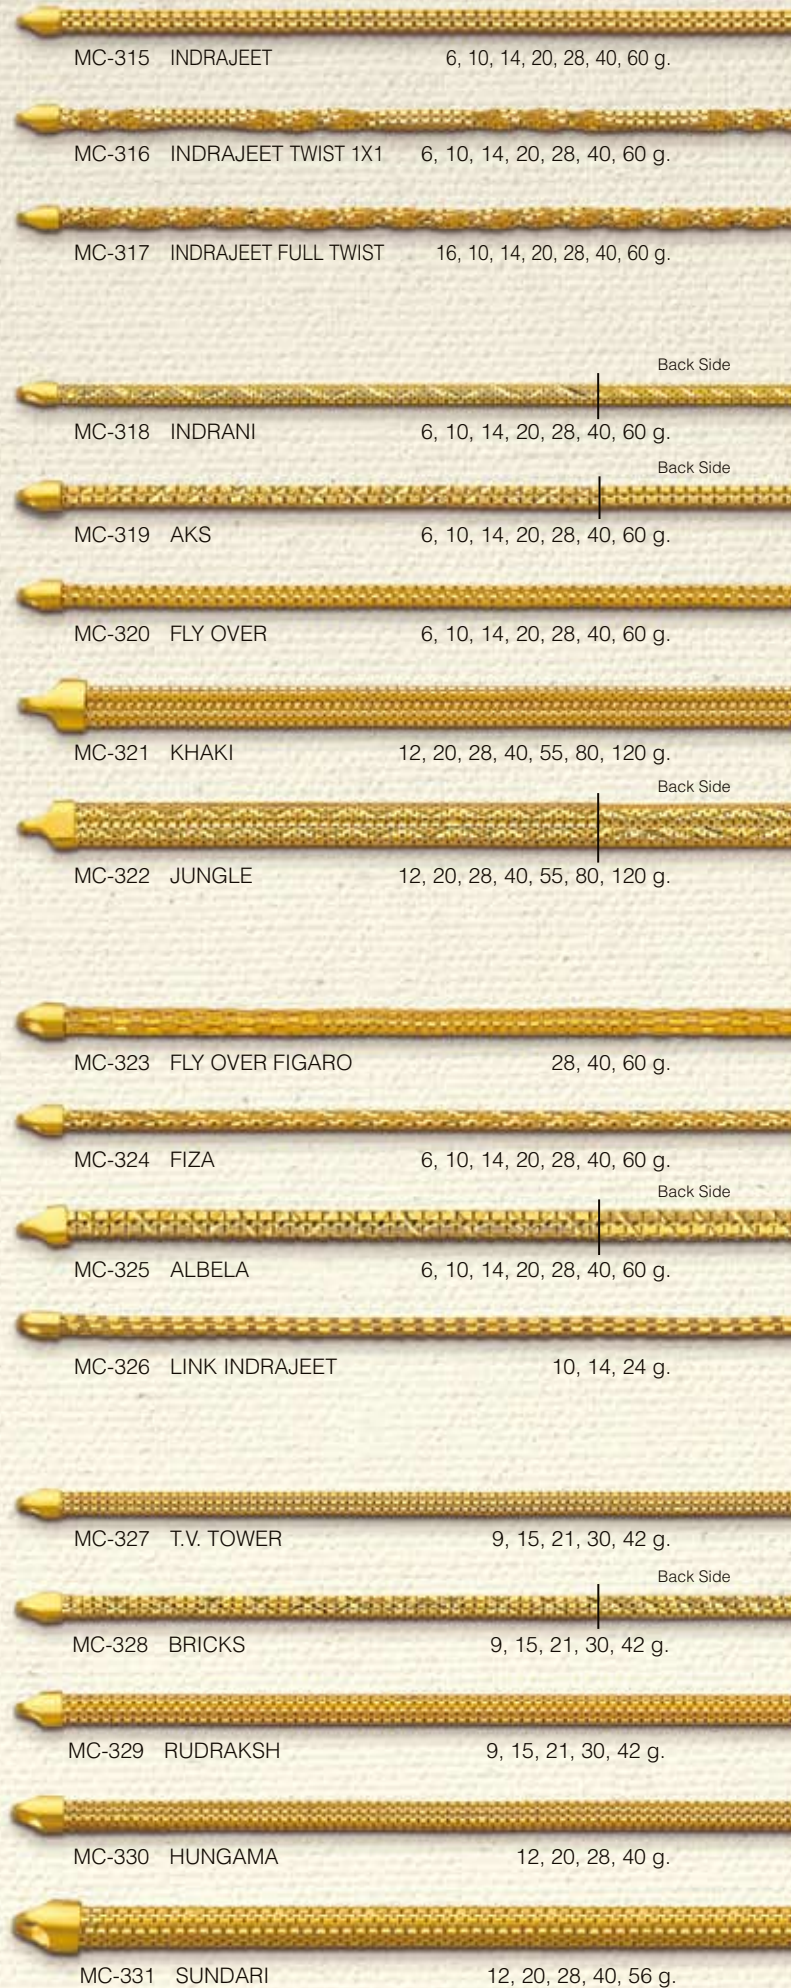 MC-315 INDRAJEET 6, 10, 14, 20, 28, 40, 60 g.
MC-316 INDRAJEET TWIST 1X1 6, 10, 14, 20, 28, 40, 60 g.
MC-317 INDRAJEET FULL TWIST 16, 10, 14, 20, 28, 40, 60 g.
Back Side
MC-318 INDRANI 6, 10, 14, 20, 28, 40, 60 g.
Back Side
MC-319 AKS 6, 10, 14, 20, 28, 40, 60 g.
MC-320 FLY OVER 6, 10, 14, 20, 28, 40, 60 g.
MC-321 KHAKI 12, 20, 28, 40, 55, 80, 120 g.
Back Side
MC-322 JUNGLE 12, 20, 28, 40, 55, 80, 120 g.
MC-323 FLY OVER FIGARO 28, 40, 60 g.
MC-324 FIZA 6, 10, 14, 20, 28, 40, 60 g.
Back Side
MC-325 ALBELA 6, 10, 14, 20, 28, 40, 60 g.
MC-326 LINK INDRAJEET 10, 14, 24 g.
MC-327 T.V. TOWER 9, 15, 21, 30, 42 g.
Back Side
MC-328 BRICKS 9, 15, 21, 30, 42 g.
MC-329 RUDRAKSH 9, 15, 21, 30, 42 g.
MC-330 HUNGAMA 12, 20, 28, 40 g.
MC-331 SUNDARI 12, 20, 28, 40, 56 g.